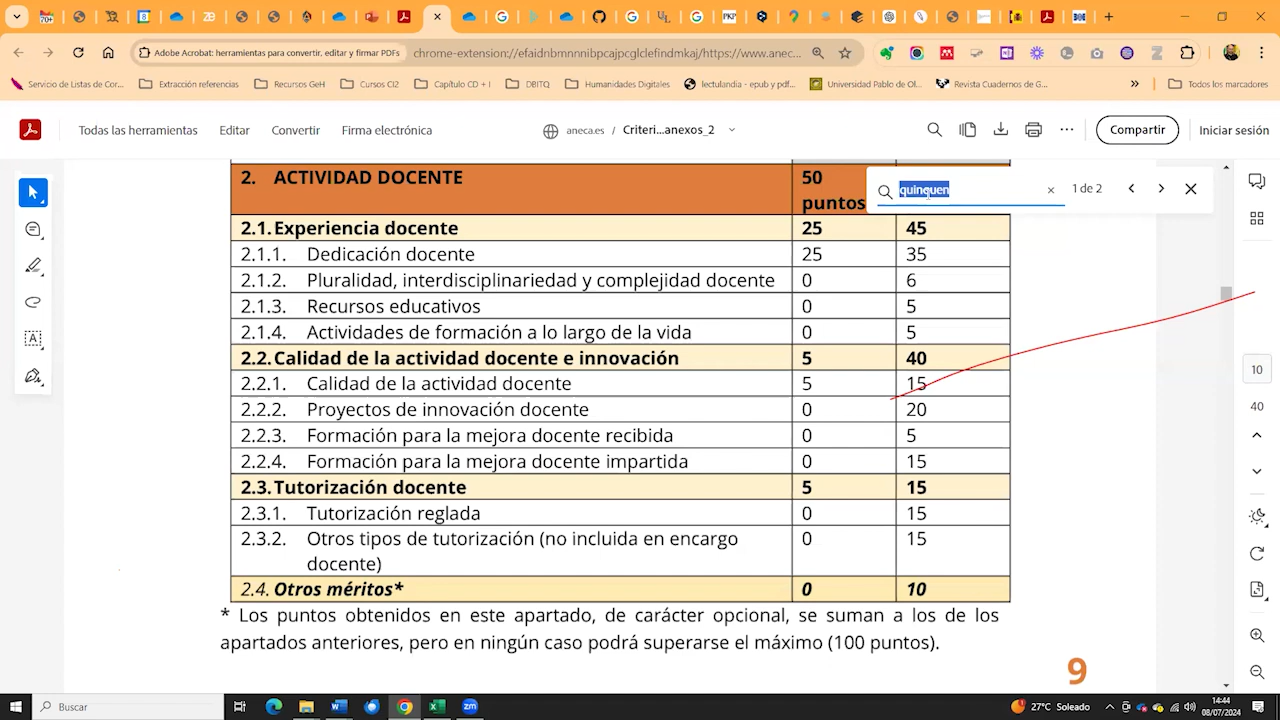 70+
8
ze
PKP
Adobe Acrobat: herramientas para convertir, editar y firmar PDFs
chrome-extension://efaidnbmnnnibpcajpcglclefindmkaj/https://www.anec...
Servicio de Listas de Cor...
Extracción referencias
Recursos GeH
Cursos CI2
Capítulo CD + I
DBITQ
Humanidades Digitales
lectulandia - epub y pdf...
Universidad Pablo de Ol...
Revista Cuadernos de G...
»
Todos los marcadores
Todas las herramientas
Editar
Convertir
Firma electrónica
aneca.es / Criteri...anexos_2
Compartir
Iniciar sesión
quinquen
1 de 2
2. ACTIVIDAD DOCENTE 50 puntos
2.1. Experiencia docente 25 45
2.1.1. Dedicación docente 25 35
2.1.2. Pluralidad, interdisciplinariedad y complejidad docente 0 6
2.1.3. Recursos educativos 0 5
2.1.4. Actividades de formación a lo largo de la vida 0 5
2.2. Calidad de la actividad docente e innovación 5 40
2.2.1. Calidad de la actividad docente 5 15
2.2.2. Proyectos de innovación docente 0 20
2.2.3. Formación para la mejora docente recibida 0 5
2.2.4. Formación para la mejora docente impartida 0 15
2.3. Tutorización docente 5 15
2.3.1. Tutorización reglada 0 15
2.3.2. Otros tipos de tutorización (no incluida en encargo 0 15
docente)
2.4. Otros méritos* 0 10
* Los puntos obtenidos en este apartado, de carácter opcional, se suman a los de los
apartados anteriores, pero en ningún caso podrá superarse el máximo (100 puntos).
9
10
40
Buscar
27°C Soleado
14:44
08/07/2024